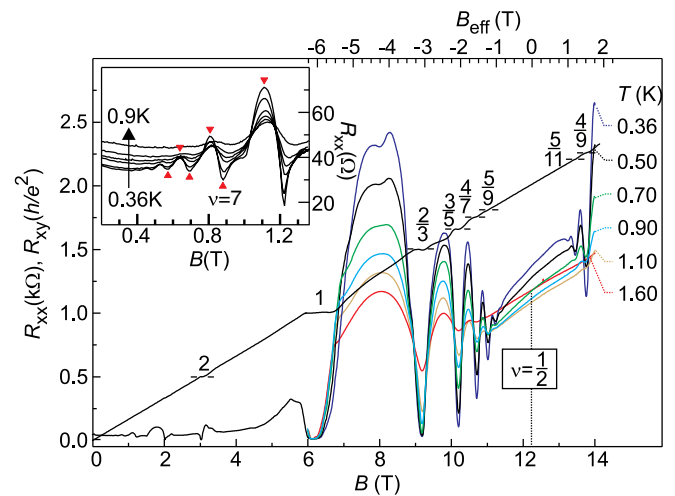 B_eff(T)
-6 -5 -4 -3 -2 -1 0 1 2
R_xx(kΩ), R_xy(h/e²)
2.5
2.0
1.5
1.0
0.5
0.0
0.9K
0.36K
ν=7
60
40
20
R_xx(Ω)
0.4 0.8 1.2
B(T)
2
1
2/3
3/5
4/7
5/9
5/11
4/9
ν=1/2
T (K)
0.36
0.50
0.70
0.90
1.10
1.60
0 2 4 6 8 10 12 14
B (T)